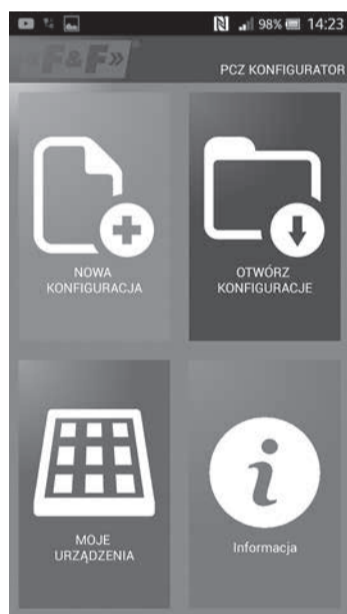 98% 14:23
«F&F»
PCZ KONFIGURATOR
NOWA
KONFIGURACJA
OTWÓRZ
KONFIGURACJE
MOJE
URZĄDZENIA
Informacja